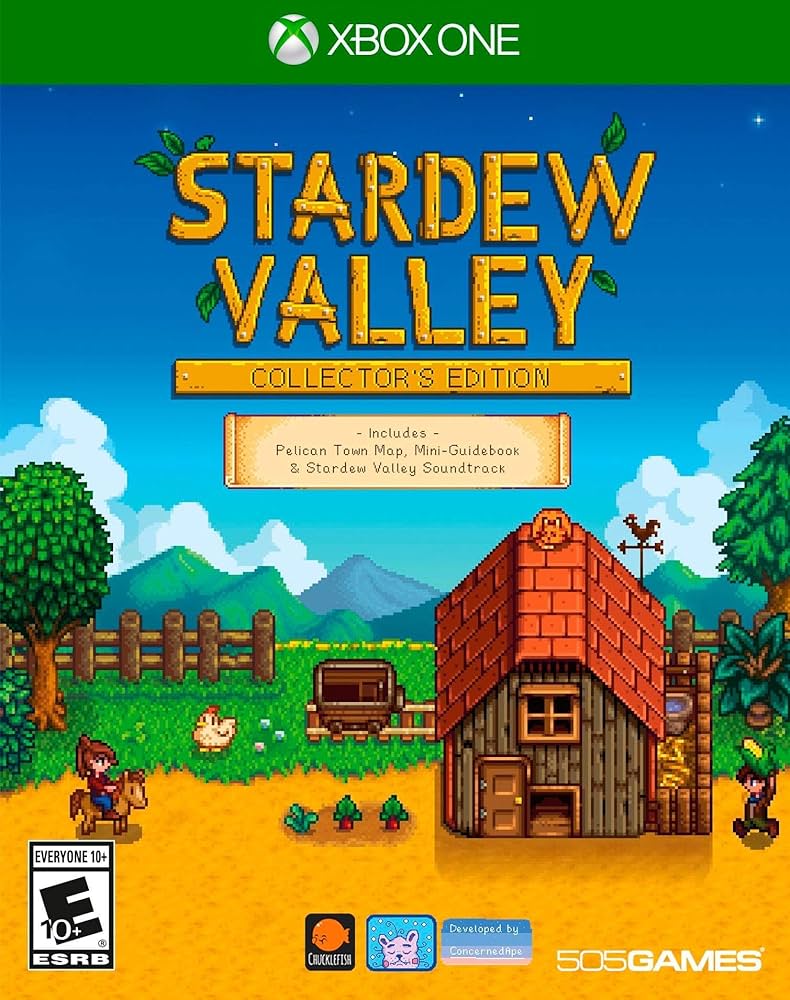 XBOX ONE
STARDEW
VALLEY
COLLECTOR'S EDITION
- Includes -
Pelican Town Map, Mini-Guidebook
& Stardew Valley Soundtrack
EVERYONE 10+
E
10+
®
ESRB
CHUCKLEFISH
Developed by
ConcernedApe
505GAMES